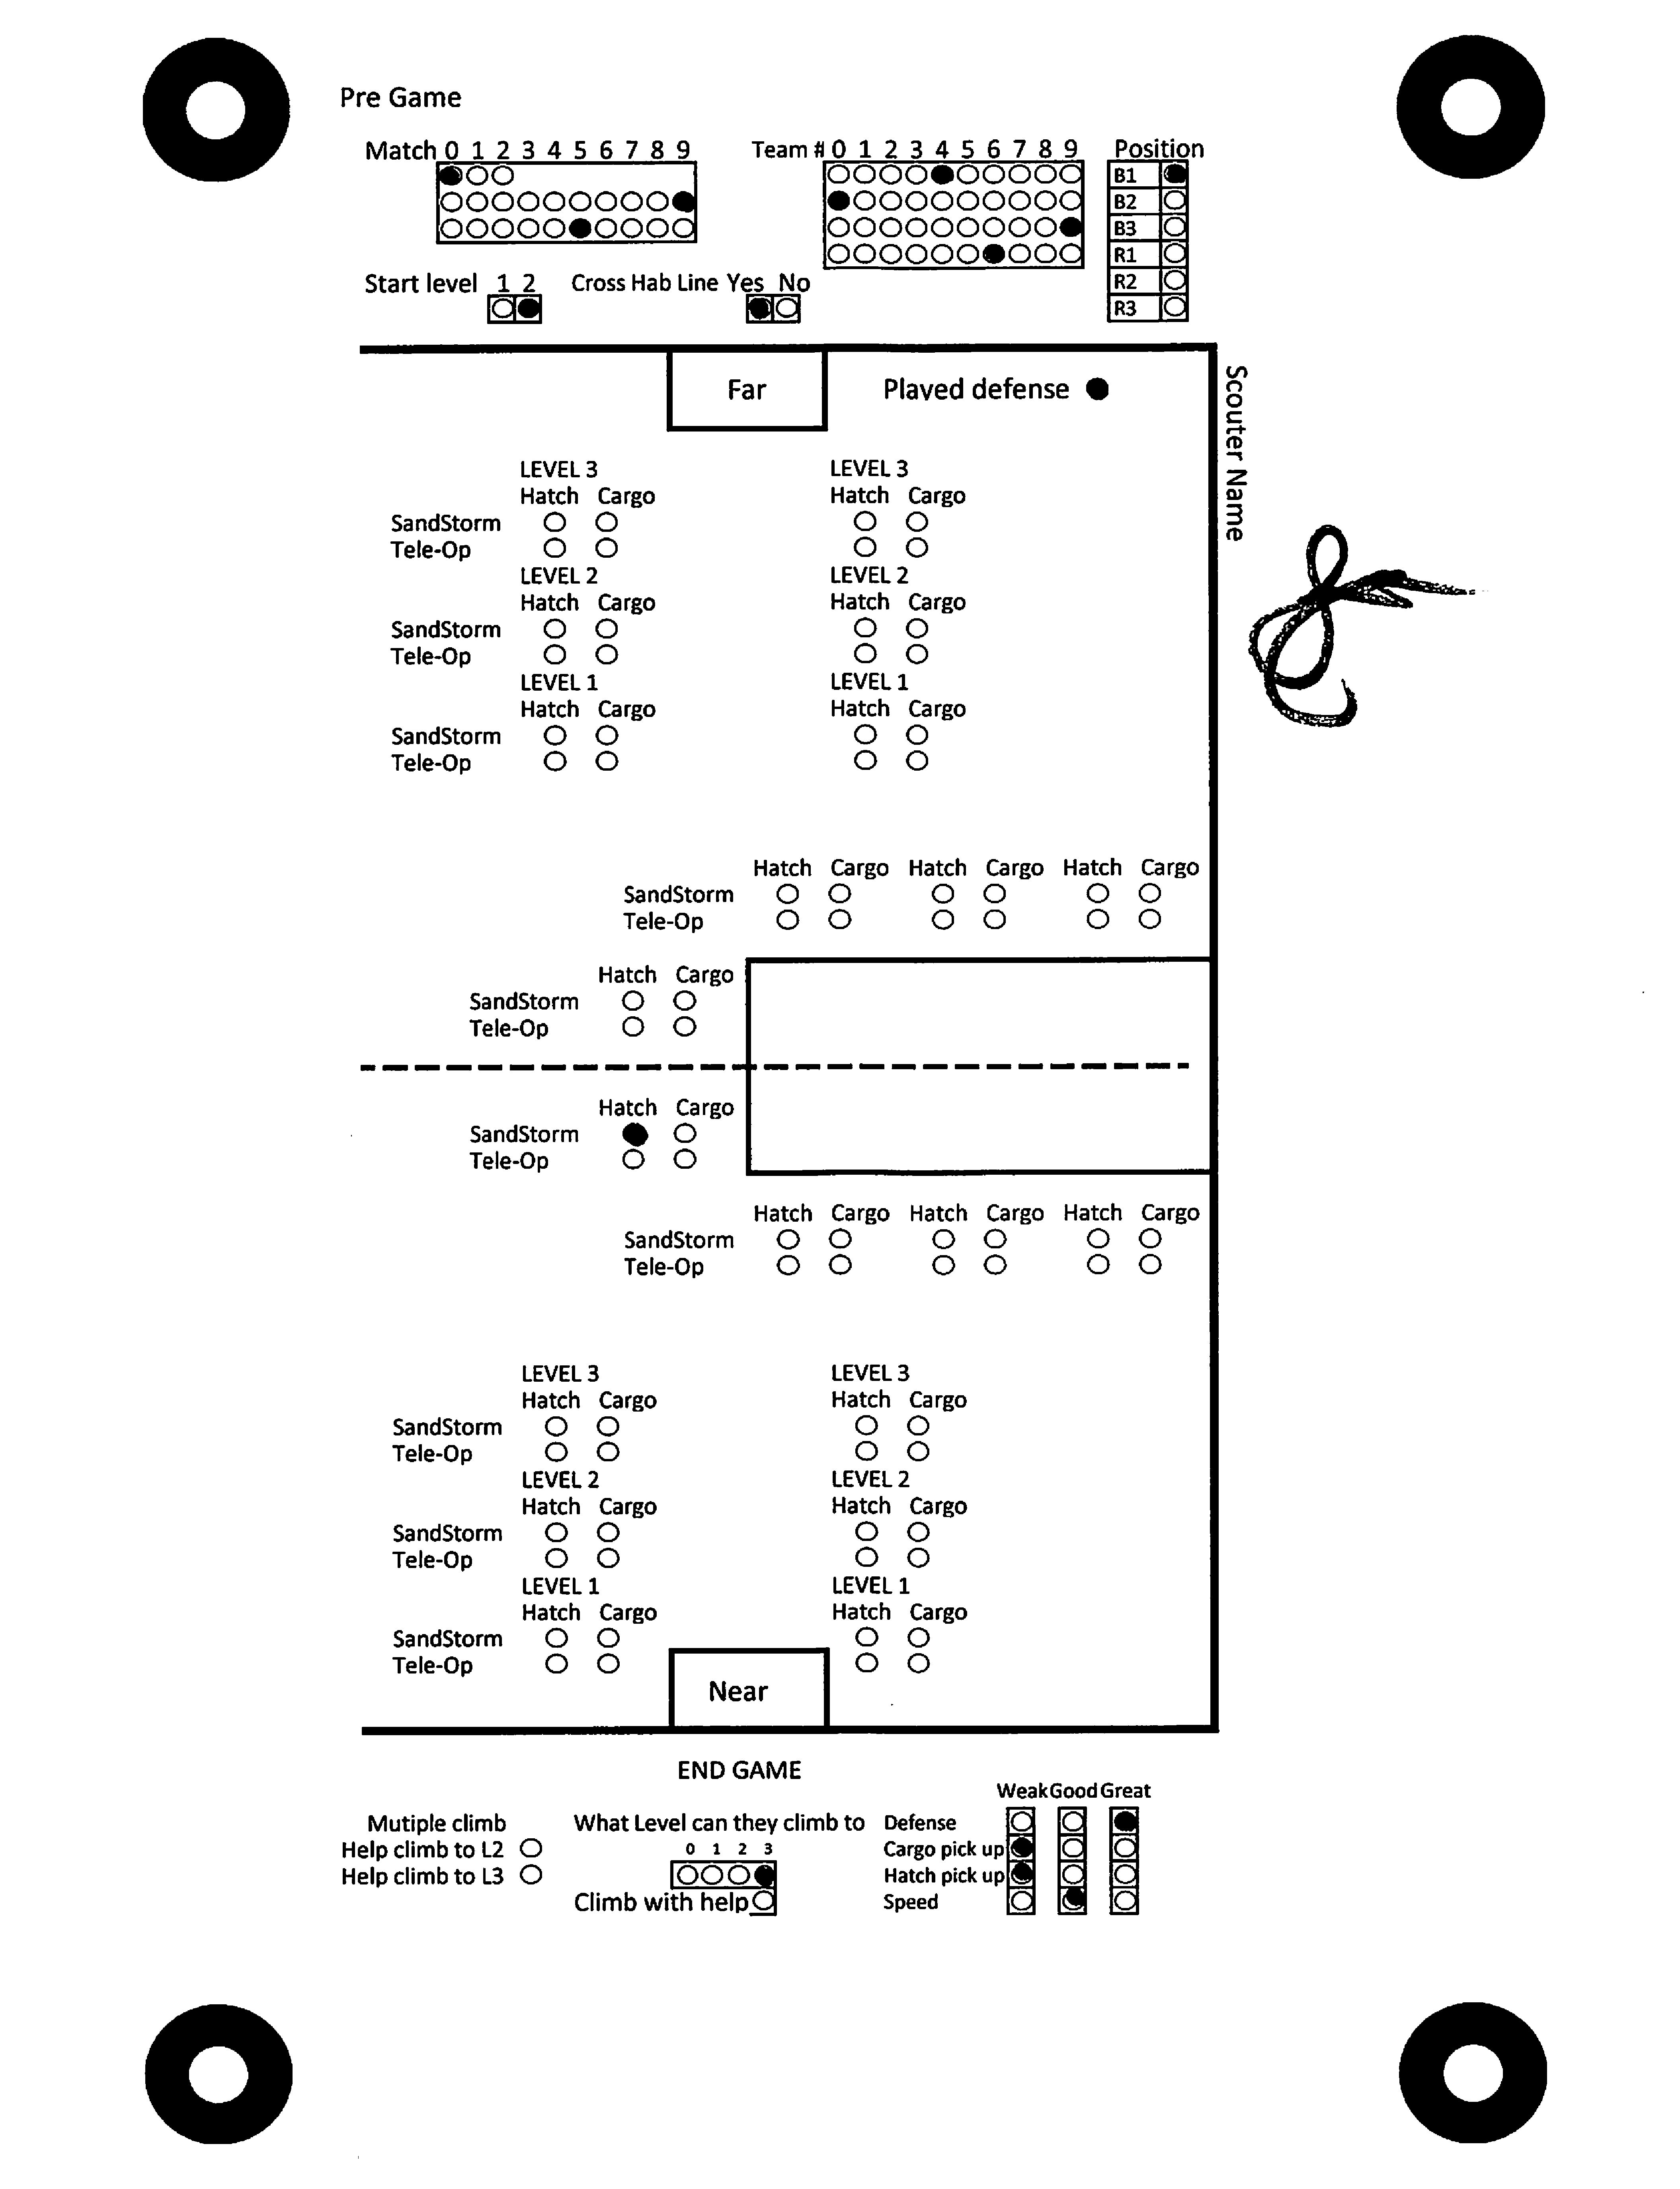 Pre Game
Match 0 1 2 3 4 5 6 7 8 9
Team # 0 1 2 3 4 5 6 7 8 9
Position
B1
B2
B3
R1
R2
R3
Start level 1 2
Cross Hab Line Yes No
Far
Played defense
Scouter Name
LEVEL 3 LEVEL 3
Hatch Cargo Hatch Cargo
SandStorm
Tele-Op
LEVEL 2 LEVEL 2
Hatch Cargo Hatch Cargo
SandStorm
Tele-Op
LEVEL 1 LEVEL 1
Hatch Cargo Hatch Cargo
SandStorm
Tele-Op
Hatch Cargo Hatch Cargo Hatch Cargo
SandStorm
Tele-Op
Hatch Cargo
SandStorm
Tele-Op
Hatch Cargo
SandStorm
Tele-Op
Hatch Cargo Hatch Cargo Hatch Cargo
SandStorm
Tele-Op
LEVEL 3 LEVEL 3
Hatch Cargo Hatch Cargo
SandStorm
Tele-Op
LEVEL 2 LEVEL 2
Hatch Cargo Hatch Cargo
SandStorm
Tele-Op
LEVEL 1 LEVEL 1
Hatch Cargo Hatch Cargo
SandStorm
Tele-Op
Near
END GAME
Mutiple climb
Help climb to L2
Help climb to L3
What Level can they climb to
0 1 2 3
Climb with help
Weak Good Great
Defense
Cargo pick up
Hatch pick up
Speed